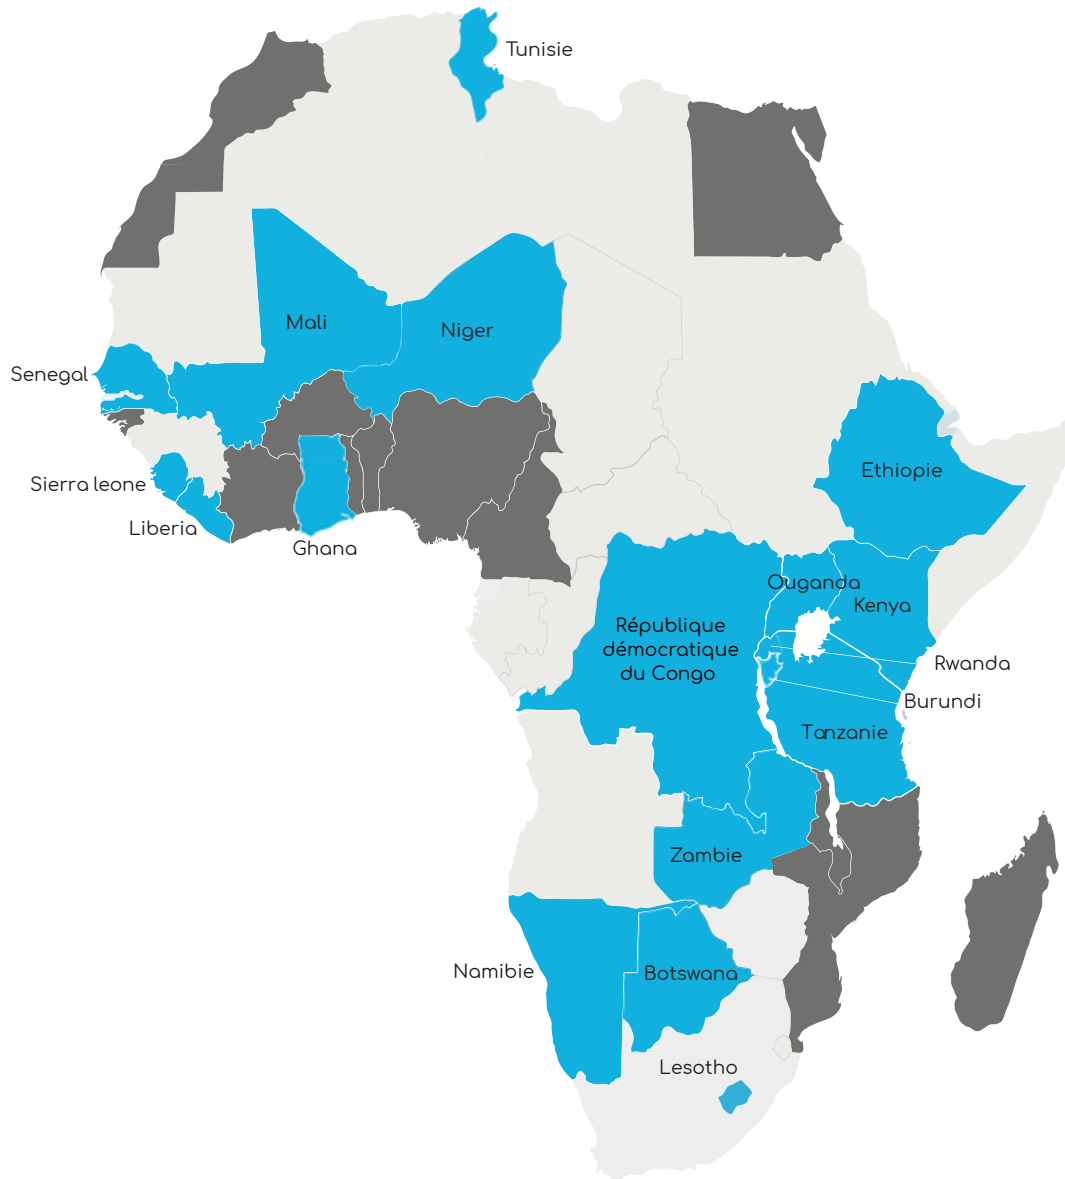 Tunisie
Mali
Niger
Senegal
Ethiopie
Sierra leone
Liberia
Ghana
Ouganda
Kenya
République
démocratique
du Congo
Rwanda
Burundi
Tanzanie
Zambie
Namibie
Botswana
Lesotho